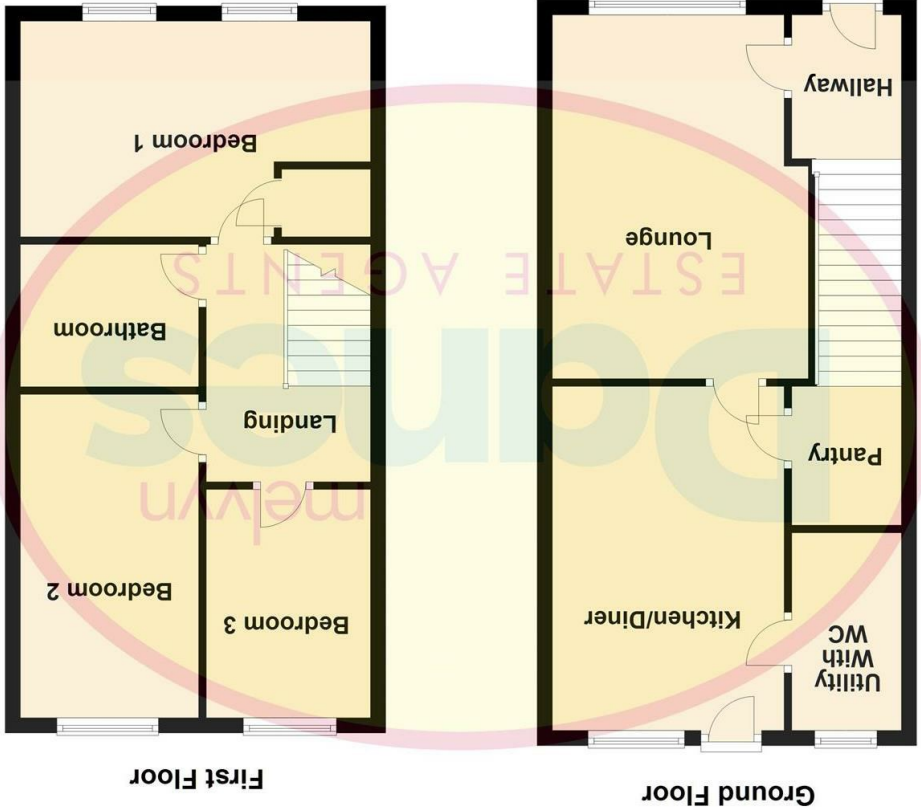 Ground Floor
Utility
With
WC
Kitchen/Diner
Pantry
Lounge
Hallway
First Floor
Bedroom 3
Bedroom 2
Landing
Bathroom
Bedroom 1
melvyn
Danes
ESTATE AGENTS